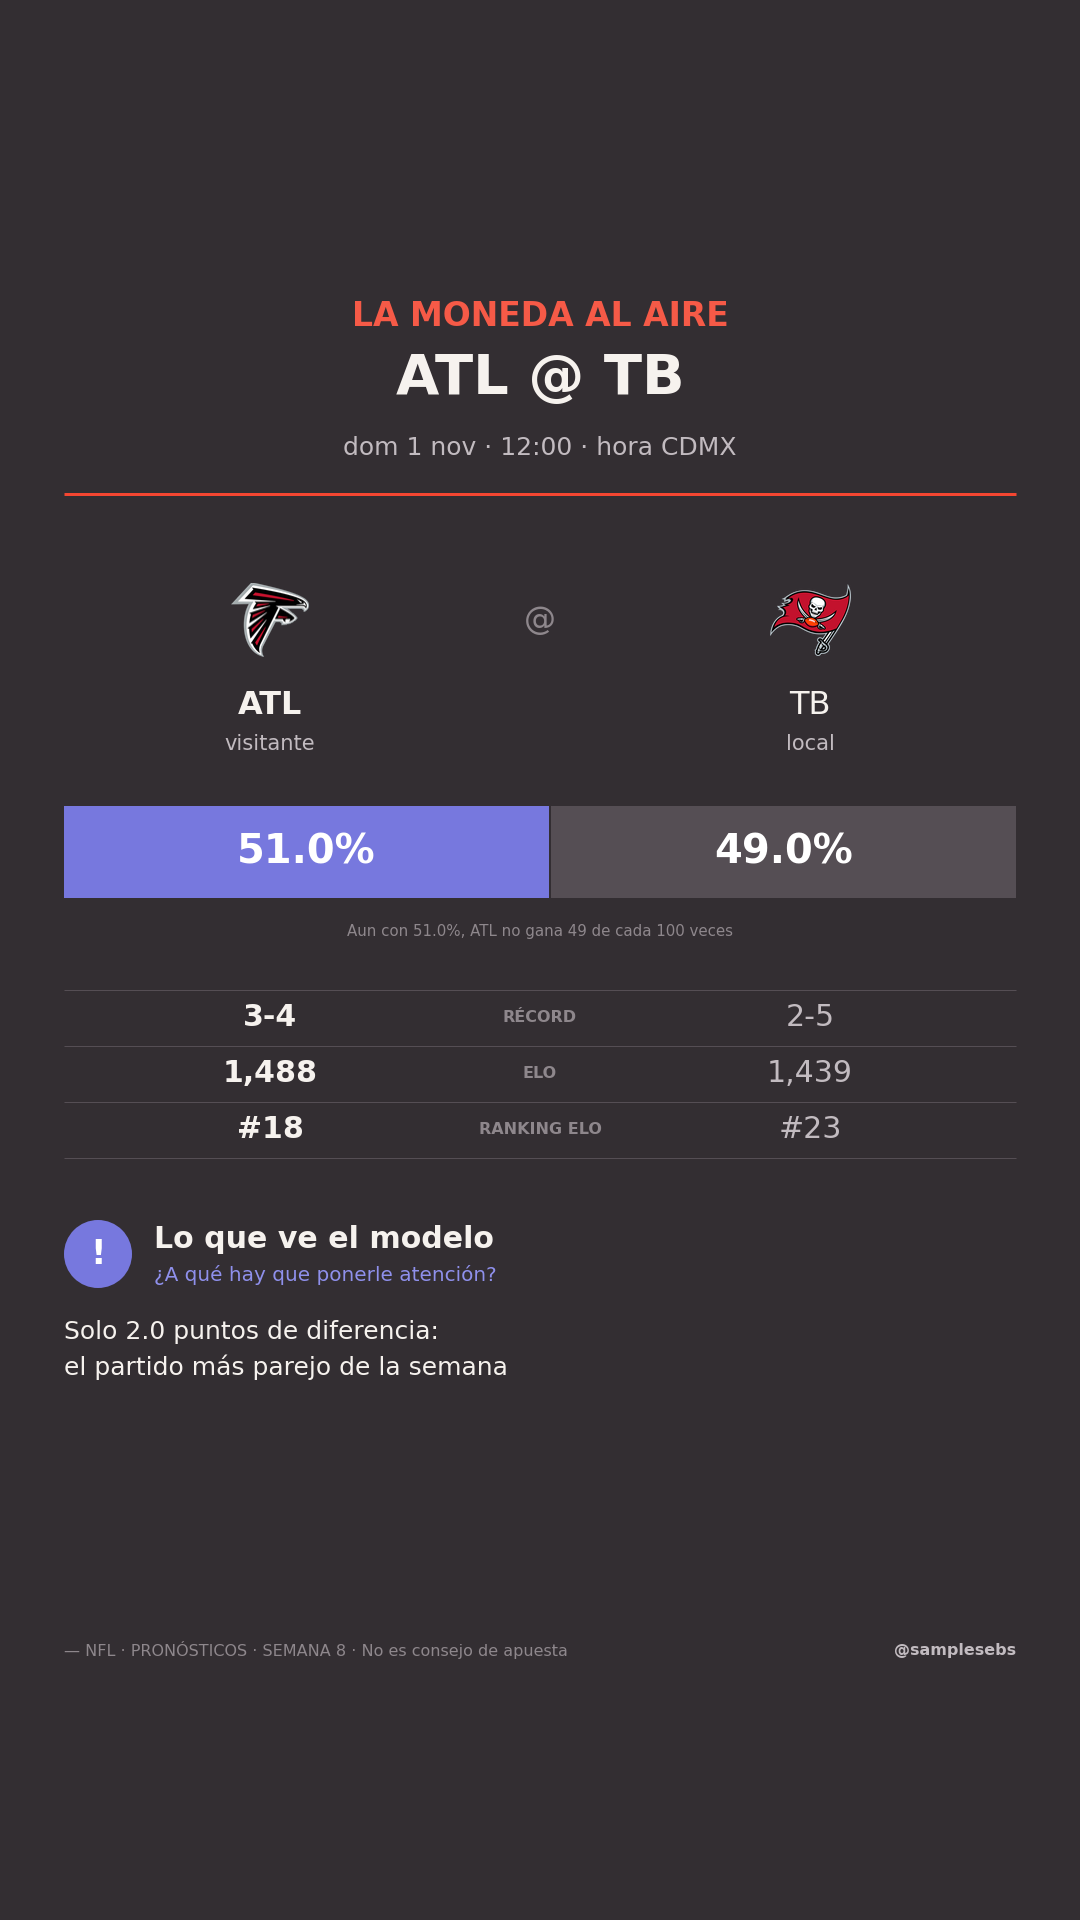 LA MONEDA AL AIRE
ATL @ TB
dom 1 nov · 12:00 · hora CDMX
@
ATL
TB
visitante
local
51.0%
49.0%
Aun con 51.0%, ATL no gana 49 de cada 100 veces
3-4 RÉCORD 2-5
1,488 ELO 1,439
#18 RANKING ELO #23
!
Lo que ve el modelo
¿A qué hay que ponerle atención?
Solo 2.0 puntos de diferencia:
el partido más parejo de la semana
— NFL · PRONÓSTICOS · SEMANA 8 · No es consejo de apuesta
@samplesebs